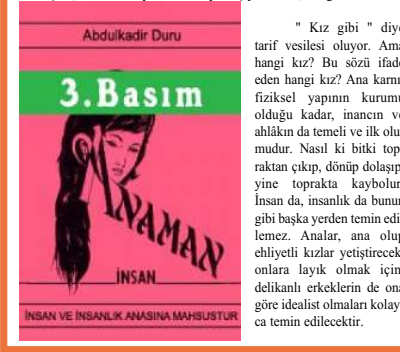 Abdulkadir Duru
3.Basım
ANAMAN
İNSAN
İNSAN VE İNSANLIK ANASINA MAHSUSTUR
" Kız gibi " diye
tarif vesilesi oluyor. Ama
hangi kız? Bu sözü ifade
eden hangi kız? Ana karnı,
fiziksel yapının kurumu
olduğu kadar, inancın ve
ahlâkın da temeli ve ilk olu-
mudur. Nasıl ki bitki top-
raktan çıkıp, dönüp dolaşıp,
yine toprakta kaybolur.
İnsan da, insanlık da bunun
gibi başka yerden temin edi-
lemez. Analar, ana olup
ehliyetli kızlar yetiştirecek,
onlara layık olmak için,
delikanlı erkeklerin de ona
göre idealist olmaları kolay-
ca temin edilecektir.